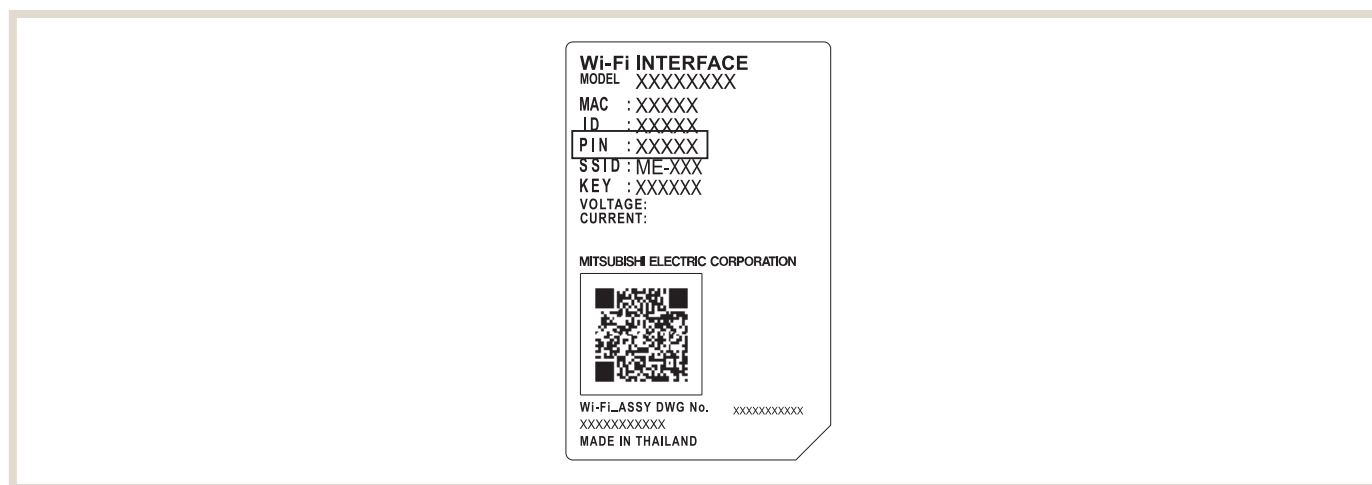 Wi-Fi INTERFACE
MODEL XXXXXXXX
MAC : XXXXX
ID : XXXXX
PIN : XXXXX
SSID : ME-XXX
KEY : XXXXXX
VOLTAGE:
CURRENT:
MITSUBISHI ELECTRIC CORPORATION
Wi-Fi_ASSY DWG No. XXXXXXXXXXX
XXXXXXXXXXX
MADE IN THAILAND